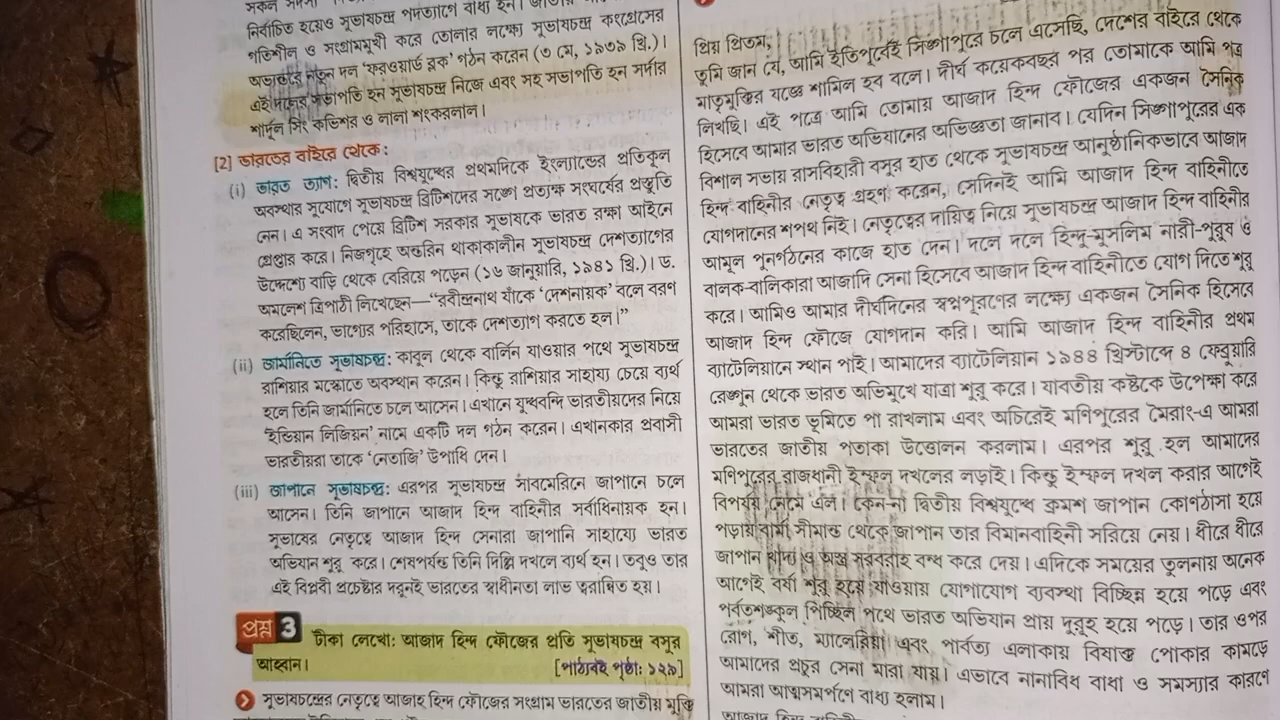 নির্বাচিত হয়েও সুভাষচন্দ্র পদত্যাগে বাধ্য হন।
গতিশীল ও সংগ্রামমুখী করে তোলার লক্ষ্যে সুভাষচন্দ্র কংগ্রেসের
অভ্যন্তরে নতুন দল 'ফরওয়ার্ড ব্লক' গঠন করেন (৩ মে, ১৯৩৯ খ্রি.)।
এই দলের সভাপতি হন সুভাষচন্দ্র নিজে এবং সহ সভাপতি হন সর্দার
শার্দূল সিং কভিশর ও লালা শংকরলাল।
[2] ভারতের বাইরে থেকে:
(i) ভারত ত্যাগ: দ্বিতীয় বিশ্বযুদ্ধের প্রথমদিকে ইংল্যান্ডের প্রতিকূল
অবস্থার সুযোগে সুভাষচন্দ্র ব্রিটিশদের সঙ্গে প্রত্যক্ষ সংঘর্ষের প্রস্তুতি
নেন। এ সংবাদ পেয়ে ব্রিটিশ সরকার সুভাষকে ভারত রক্ষা আইনে
গ্রেপ্তার করে। নিজগৃহে অন্তরিন থাকাকালীন সুভাষচন্দ্র দেশত্যাগের
উদ্দেশ্যে বাড়ি থেকে বেরিয়ে পড়েন (১৬ জানুয়ারি, ১৯৪১ খ্রি.)। ড.
অমলেশ ত্রিপাঠী লিখেছেন—“রবীন্দ্রনাথ যাঁকে ‘দেশনায়ক’ বলে বরণ
করেছিলেন, ভাগ্যের পরিহাসে, তাকে দেশত্যাগ করতে হল।”
(ii) জার্মানিতে সুভাষচন্দ্র: কাবুল থেকে বার্লিন যাওয়ার পথে সুভাষচন্দ্র
রাশিয়ার মস্কোতে অবস্থান করেন। কিন্তু রাশিয়ার সাহায্য চেয়ে ব্যর্থ
হলে তিনি জার্মানিতে চলে আসেন। এখানে যুদ্ধবন্দি ভারতীয়দের নিয়ে
'ইন্ডিয়ান লিজিয়ন' নামে একটি দল গঠন করেন। এখানকার প্রবাসী
ভারতীয়রা তাকে ‘নেতাজি’ উপাধি দেন।
(iii) জাপানে সুভাষচন্দ্র: এরপর সুভাষচন্দ্র সাবমেরিনে জাপানে চলে
আসেন। তিনি জাপানে আজাদ হিন্দ বাহিনীর সর্বাধিনায়ক হন।
সুভাষের নেতৃত্বে আজাদ হিন্দ সেনারা জাপানি সাহায্যে ভারত
অভিযান শুরু করে। শেষপর্যন্ত তিনি দিল্লি দখলে ব্যর্থ হন। তবুও তার
এই বিপ্লবী প্রচেষ্টার দরুনই ভারতের স্বাধীনতা লাভ ত্বরান্বিত হয়।
প্রশ্ন 3 টীকা লেখো: আজাদ হিন্দ ফৌজের প্রতি সুভাষচন্দ্র বসুর
আহ্বান। [পাঠ্যবই পৃষ্ঠা: ১২৯]
সুভাষচন্দ্রের নেতৃত্বে আজাদ হিন্দ ফৌজের সংগ্রাম ভারতের জাতীয় মুক্তি
প্রিয় প্রিতম,
তুমি জান যে, আমি ইতিপূর্বেই সিঙ্গাপুরে চলে এসেছি, দেশের বাইরে থেকে
মাতৃমুক্তির যজ্ঞে শামিল হব বলে। দীর্ঘ কয়েকবছর পর তোমাকে আমি পত্র
লিখছি। এই পত্রে আমি তোমায় আজাদ হিন্দ ফৌজের একজন সৈনিক
হিসেবে আমার ভারত অভিযানের অভিজ্ঞতা জানাব। যেদিন সিঙ্গাপুরের এক
বিশাল সভায় রাসবিহারী বসুর হাত থেকে সুভাষচন্দ্র আনুষ্ঠানিকভাবে আজাদ
হিন্দ বাহিনীর নেতৃত্ব গ্রহণ করেন, সেদিনই আমি আজাদ হিন্দ বাহিনীতে
যোগদানের শপথ নিই। নেতৃত্বের দায়িত্ব নিয়ে সুভাষচন্দ্র আজাদ হিন্দ বাহিনীর
আমূল পুনর্গঠনের কাজে হাত দেন। দলে দলে হিন্দু-মুসলিম নারী-পুরুষ ও
বালক-বালিকারা আজাদি সেনা হিসেবে আজাদ হিন্দ বাহিনীতে যোগ দিতে শুরু
করে। আমিও আমার দীর্ঘদিনের স্বপ্নপূরণের লক্ষ্যে একজন সৈনিক হিসেবে
আজাদ হিন্দ ফৌজে যোগদান করি। আমি আজাদ হিন্দ বাহিনীর প্রথম
ব্যাটেলিয়ানে স্থান পাই। আমাদের ব্যাটেলিয়ান ১৯৪৪ খ্রিস্টাব্দে ৪ ফেব্রুয়ারি
রেঙ্গুন থেকে ভারত অভিমুখে যাত্রা শুরু করে। যাবতীয় কষ্টকে উপেক্ষা করে
আমরা ভারত ভূমিতে পা রাখলাম এবং অচিরেই মণিপুরের মৈরাং-এ আমরা
ভারতের জাতীয় পতাকা উত্তোলন করলাম। এরপর শুরু হল আমাদের
মণিপুরের রাজধানী ইম্ফল দখলের লড়াই। কিন্তু ইম্ফল দখল করার আগেই
বিপর্যয় নেমে এল। কেন-না দ্বিতীয় বিশ্বযুদ্ধে ক্রমশ জাপান কোণঠাসা হয়ে
পড়ায় বার্মা সীমান্ত থেকে জাপান তার বিমানবাহিনী সরিয়ে নেয়। ধীরে ধীরে
জাপান খাদ্য ও অস্ত্র সরবরাহ বন্ধ করে দেয়। এদিকে সময়ের তুলনায় অনেক
আগেই বর্ষা শুরু হয়ে যাওয়ায় যোগাযোগ ব্যবস্থা বিচ্ছিন্ন হয়ে পড়ে এবং
পর্বতশঙ্কুল পিচ্ছিল পথে ভারত অভিযান প্রায় দুরূহ হয়ে পড়ে। তার ওপর
রোগ, শীত, ম্যালেরিয়া এবং পার্বত্য এলাকায় বিষাক্ত পোকার কামড়ে
আমাদের প্রচুর সেনা মারা যায়। এভাবে নানাবিধ বাধা ও সমস্যার কারণে
আমরা আত্মসমর্পণে বাধ্য হলাম।